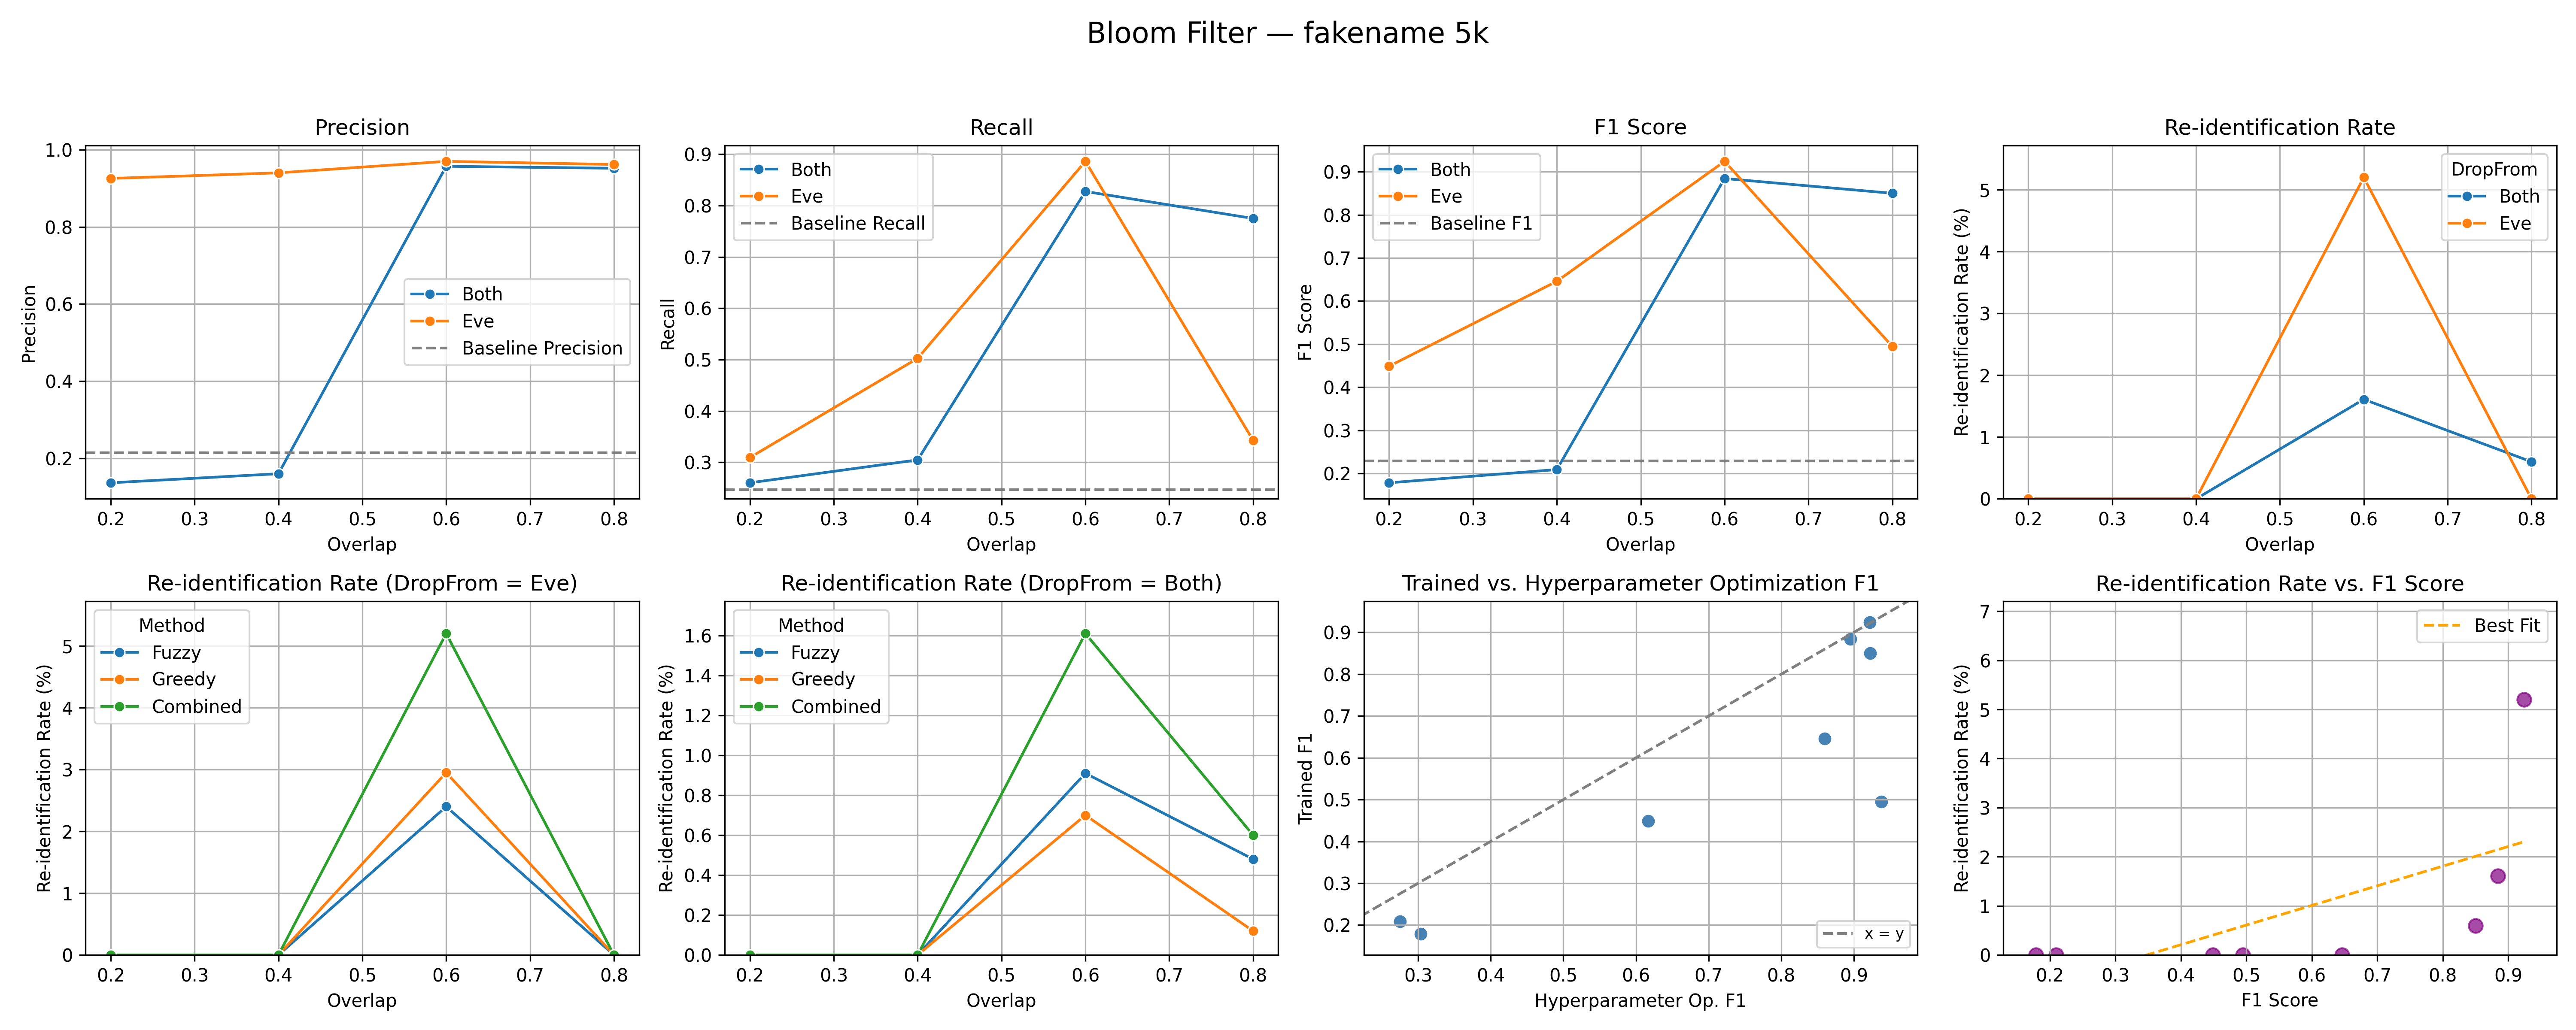 Bloom Filter — fakename 5k
Precision
Precision
1.0
0.8
0.6
0.4
0.2
Both
Eve
Baseline Precision
0.2 0.3 0.4 0.5 0.6 0.7 0.8
Overlap
Recall
Recall
0.9
0.8
0.7
0.6
0.5
0.4
0.3
Both
Eve
Baseline Recall
0.2 0.3 0.4 0.5 0.6 0.7 0.8
Overlap
F1 Score
F1 Score
0.9
0.8
0.7
0.6
0.5
0.4
0.3
0.2
Both
Eve
Baseline F1
0.2 0.3 0.4 0.5 0.6 0.7 0.8
Overlap
Re-identification Rate
Re-identification Rate (%)
5
4
3
2
1
0
DropFrom
Both
Eve
0.2 0.3 0.4 0.5 0.6 0.7 0.8
Overlap
Re-identification Rate (DropFrom = Eve)
Re-identification Rate (%)
5
4
3
2
1
0
Method
Fuzzy
Greedy
Combined
0.2 0.3 0.4 0.5 0.6 0.7 0.8
Overlap
Re-identification Rate (DropFrom = Both)
Re-identification Rate (%)
1.6
1.4
1.2
1.0
0.8
0.6
0.4
0.2
0.0
Method
Fuzzy
Greedy
Combined
0.2 0.3 0.4 0.5 0.6 0.7 0.8
Overlap
Trained vs. Hyperparameter Optimization F1
Trained F1
0.9
0.8
0.7
0.6
0.5
0.4
0.3
0.2
x = y
0.3 0.4 0.5 0.6 0.7 0.8 0.9
Hyperparameter Op. F1
Re-identification Rate vs. F1 Score
Re-identification Rate (%)
7
6
5
4
3
2
1
0
Best Fit
0.2 0.3 0.4 0.5 0.6 0.7 0.8 0.9
F1 Score